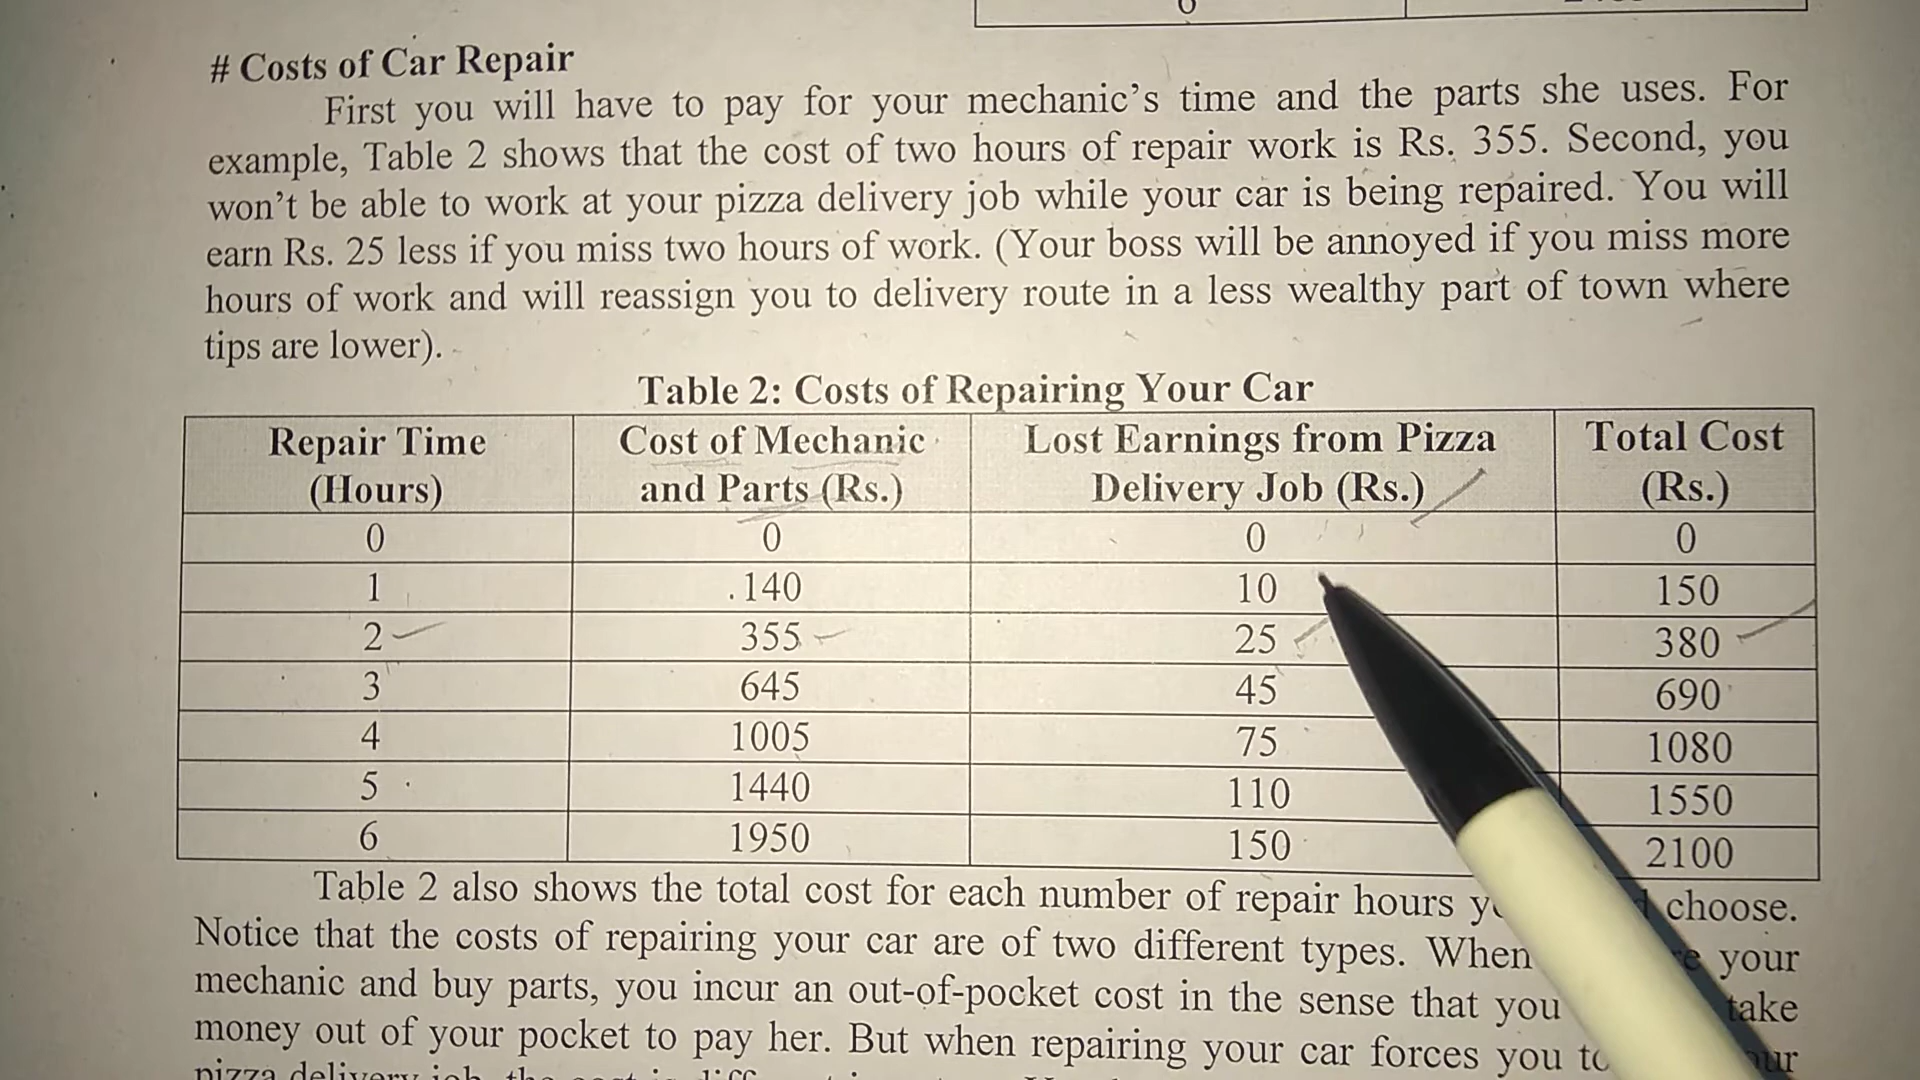 # Costs of Car Repair
First you will have to pay for your mechanic's time and the parts she uses. For
example, Table 2 shows that the cost of two hours of repair work is Rs. 355. Second, you
won't be able to work at your pizza delivery job while your car is being repaired. You will
earn Rs. 25 less if you miss two hours of work. (Your boss will be annoyed if you miss more
hours of work and will reassign you to delivery route in a less wealthy part of town where
tips are lower).
Table 2: Costs of Repairing Your Car
Repair Time (Hours) Cost of Mechanic and Parts (Rs.) Lost Earnings from Pizza Delivery Job (Rs.) Total Cost (Rs.)
0 0 0 0
1 140 10 150
2 355 25 380
3 645 45 690
4 1005 75 1080
5 1440 110 1550
6 1950 150 2100
Table 2 also shows the total cost for each number of repair hours choose.
Notice that the costs of repairing your car are of two different types. When your
mechanic and buy parts, you incur an out-of-pocket cost in the sense that you take
money out of your pocket to pay her. But when repairing your car forces you
pizza delivery job, the cost is